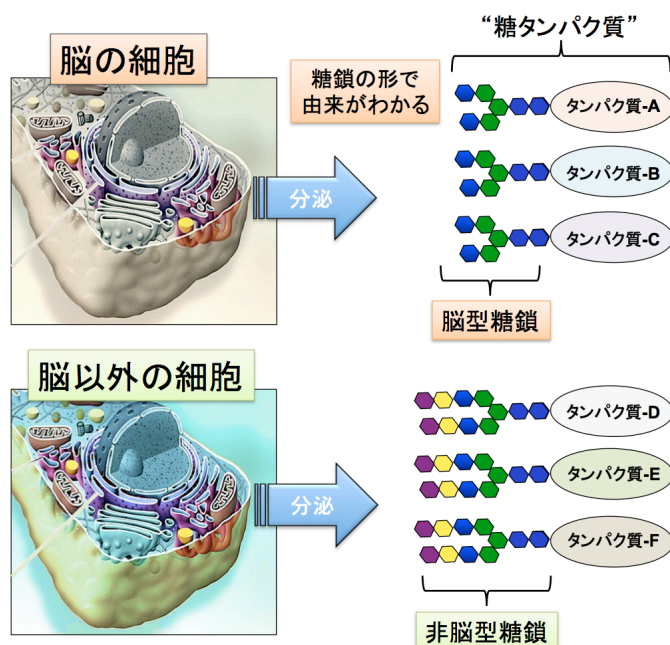 “糖タンパク質”
脳の細胞
糖鎖の形で
由来がわかる
分泌
タンパク質-A
タンパク質-B
タンパク質-C
脳型糖鎖
脳以外の細胞
分泌
タンパク質-D
タンパク質-E
タンパク質-F
非脳型糖鎖